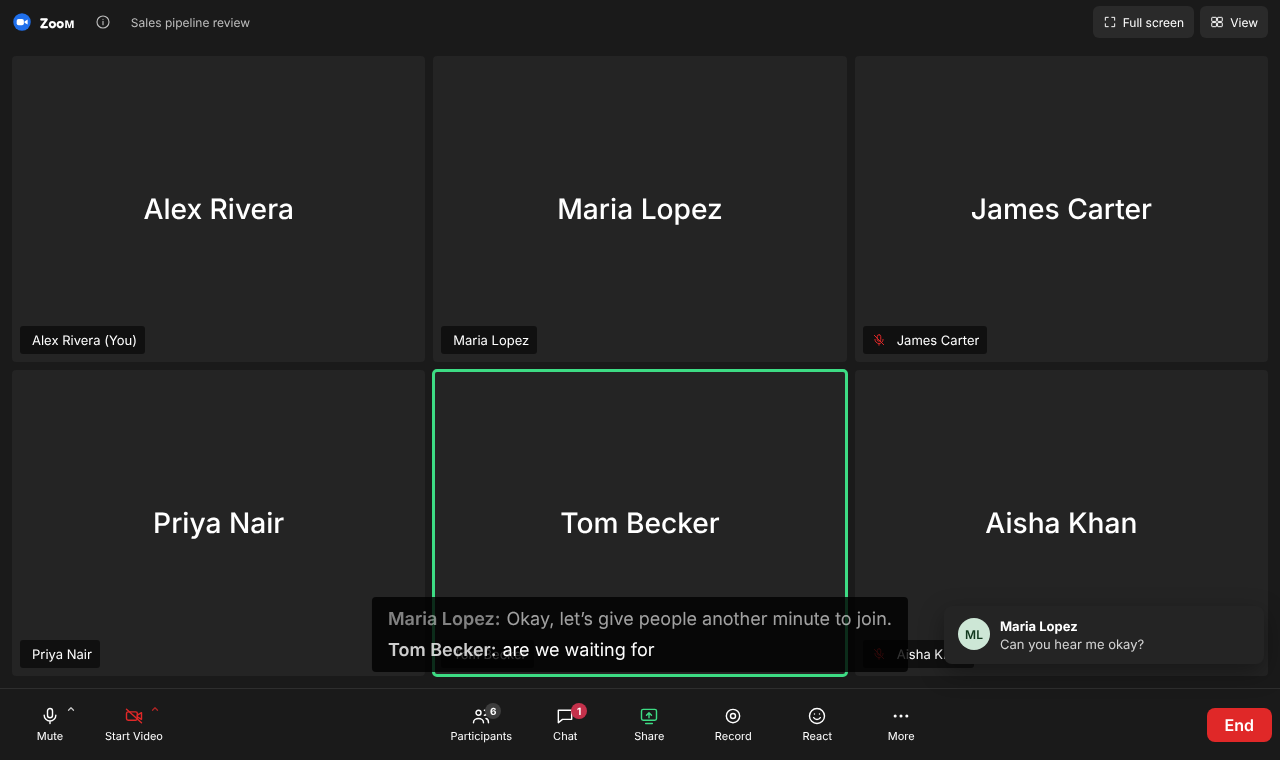 Zoom
Sales pipeline review
Full screen
View
Alex Rivera
Maria Lopez
James Carter
Alex Rivera (You)
Maria Lopez
James Carter
Priya Nair
Tom Becker
Aisha Khan
Maria Lopez: Okay, let's give people another minute to join.
Tom Becker: are we waiting for
Priya Nair
Tom Becker
Aisha K
ML
Maria Lopez
Can you hear me okay?
Mute
Start Video
6
Participants
1
Chat
Share
Record
React
More
End